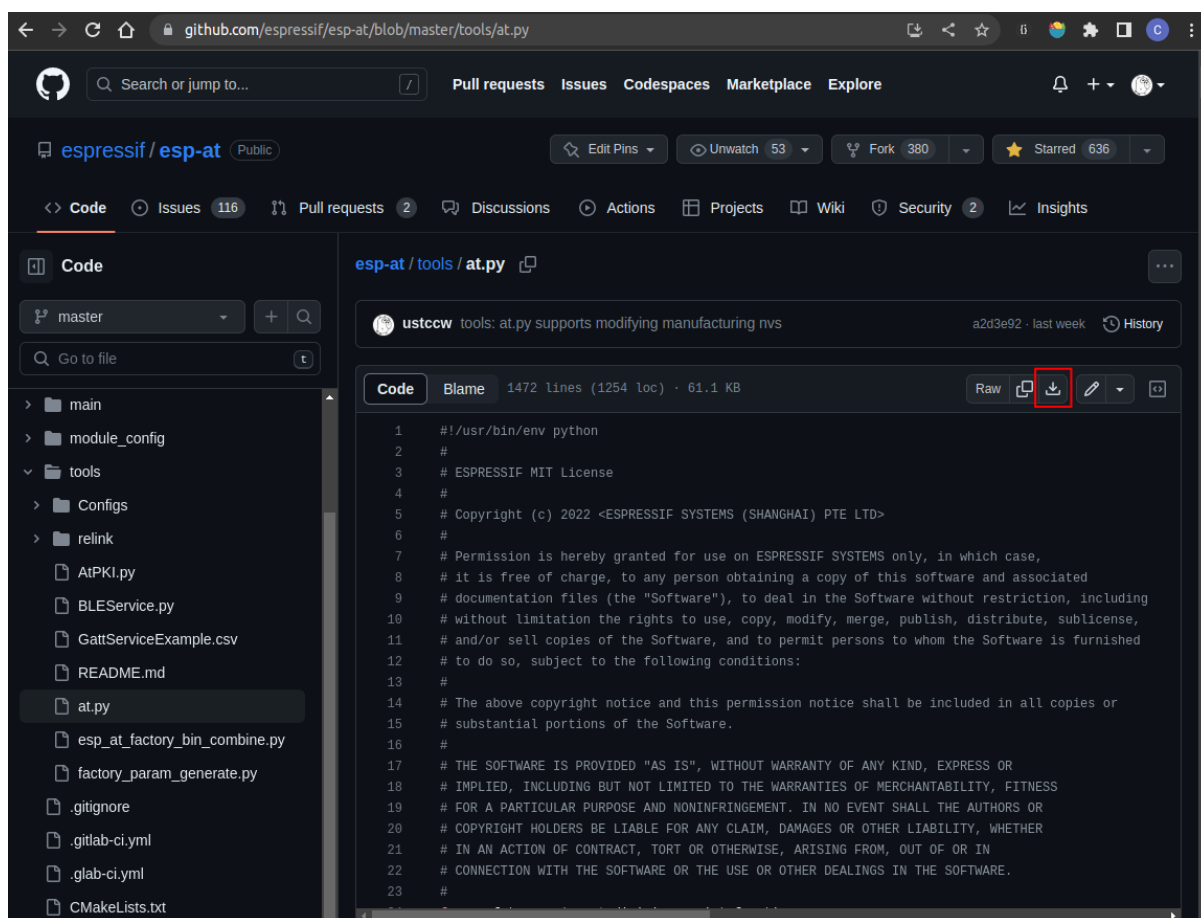 github.com/espressif/esp-at/blob/master/tools/at.py
C
Search or jump to...
/
Pull requests Issues Codespaces Marketplace Explore
espressif / esp-at Public
Edit Pins
Unwatch 53
Fork 380
Starred 636
Code
Issues 116
Pull requests 2
Discussions
Actions
Projects
Wiki
Security 2
Insights
Code
master
Go to file
t
main
module_config
tools
Configs
relink
AtPKI.py
BLEService.py
GattServiceExample.csv
README.md
at.py
esp_at_factory_bin_combine.py
factory_param_generate.py
.gitignore
.gitlab-ci.yml
.glab-ci.yml
CMakeLists.txt
esp-at / tools / at.py
ustccw tools: at.py supports modifying manufacturing nvs
a2d3e92 · last week
History
Code Blame 1472 lines (1254 loc) · 61.1 KB
Raw
1 #!/usr/bin/env python
2 #
3 # ESPRESSIF MIT License
4 #
5 # Copyright (c) 2022 <ESPRESSIF SYSTEMS (SHANGHAI) PTE LTD>
6 #
7 # Permission is hereby granted for use on ESPRESSIF SYSTEMS only, in which case,
8 # it is free of charge, to any person obtaining a copy of this software and associated
9 # documentation files (the "Software"), to deal in the Software without restriction, including
10 # without limitation the rights to use, copy, modify, merge, publish, distribute, sublicense,
11 # and/or sell copies of the Software, and to permit persons to whom the Software is furnished
12 # to do so, subject to the following conditions:
13 #
14 # The above copyright notice and this permission notice shall be included in all copies or
15 # substantial portions of the Software.
16 #
17 # THE SOFTWARE IS PROVIDED "AS IS", WITHOUT WARRANTY OF ANY KIND, EXPRESS OR
18 # IMPLIED, INCLUDING BUT NOT LIMITED TO THE WARRANTIES OF MERCHANTABILITY, FITNESS
19 # FOR A PARTICULAR PURPOSE AND NONINFRINGEMENT. IN NO EVENT SHALL THE AUTHORS OR
20 # COPYRIGHT HOLDERS BE LIABLE FOR ANY CLAIM, DAMAGES OR OTHER LIABILITY, WHETHER
21 # IN AN ACTION OF CONTRACT, TORT OR OTHERWISE, ARISING FROM, OUT OF OR IN
22 # CONNECTION WITH THE SOFTWARE OR THE USE OR OTHER DEALINGS IN THE SOFTWARE.
23 #